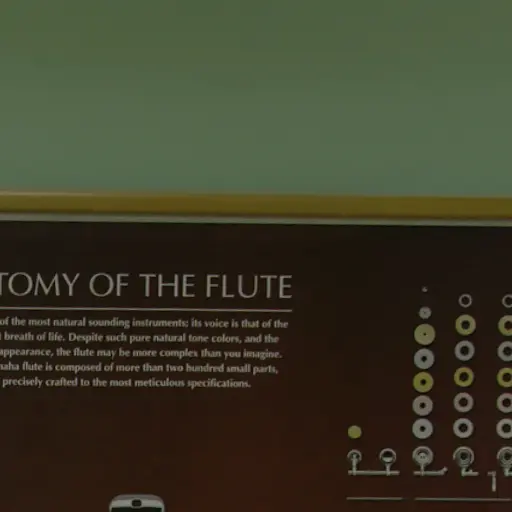 TOMY OF THE FLUTE
of the most natural sounding instruments; its voice is that of the
breath of life. Despite such pure natural tone colors, and the
appearance, the flute may be more complex than you imagine.
maha flute is composed of more than two hundred small parts,
precisely crafted to the most meticulous specifications.